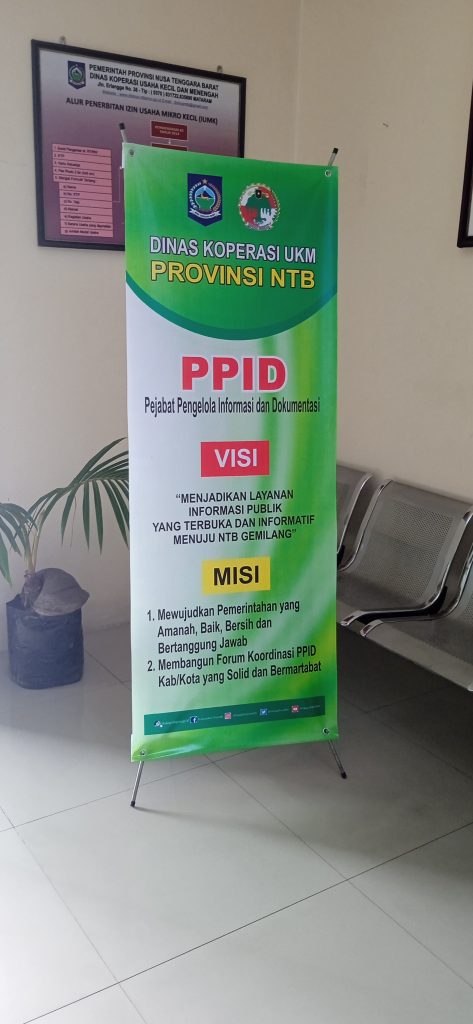 PEMERINTAH PROVINSI NUSA TENGGARA BARAT
DINAS KOPERASI USAHA KECIL DAN MENENGAH
ALUR PENERBITAN IZIN USAHA MIKRO KECIL (IUMK)
DINAS KOPERASI UKM
PROVINSI NTB
PPID
Pejabat Pengelola Informasi dan Dokumentasi
VISI
“MENJADIKAN LAYANAN
INFORMASI PUBLIK
YANG TERBUKA DAN INFORMATIF
MENUJU NTB GEMILANG”
MISI
1. Mewujudkan Pemerintahan yang
Amanah, Baik, Bersih dan
Bertanggung Jawab
2. Membangun Forum Koordinasi PPID
Kab/Kota yang Solid dan Bermartabat